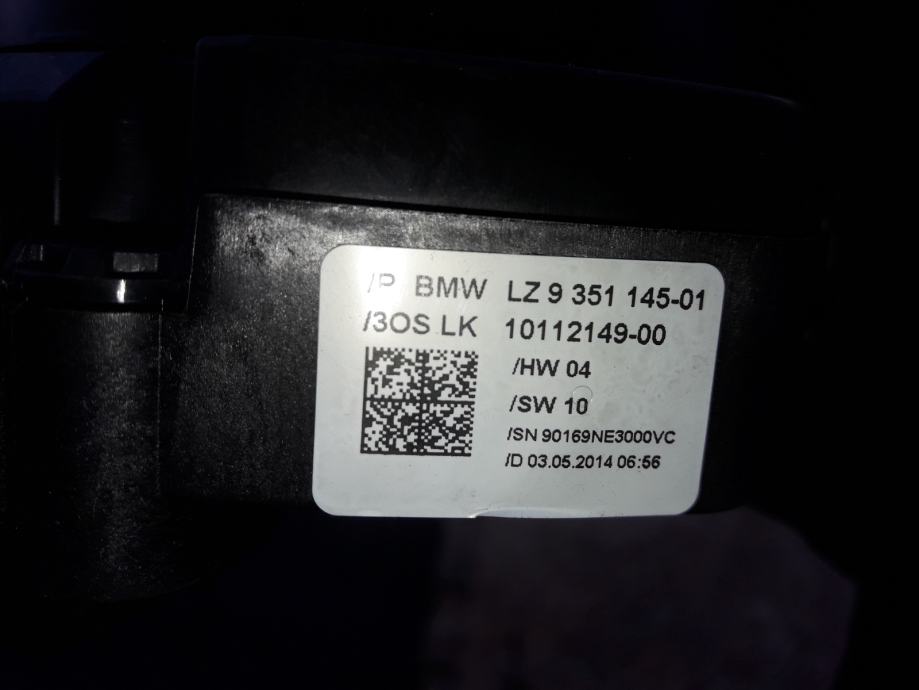 /P BMW LZ 9 351 145-01
/3OS LK 10112149-00
/HW 04
/SW 10
/SN 90169NE3000VC
/D 03.05.2014 06:56